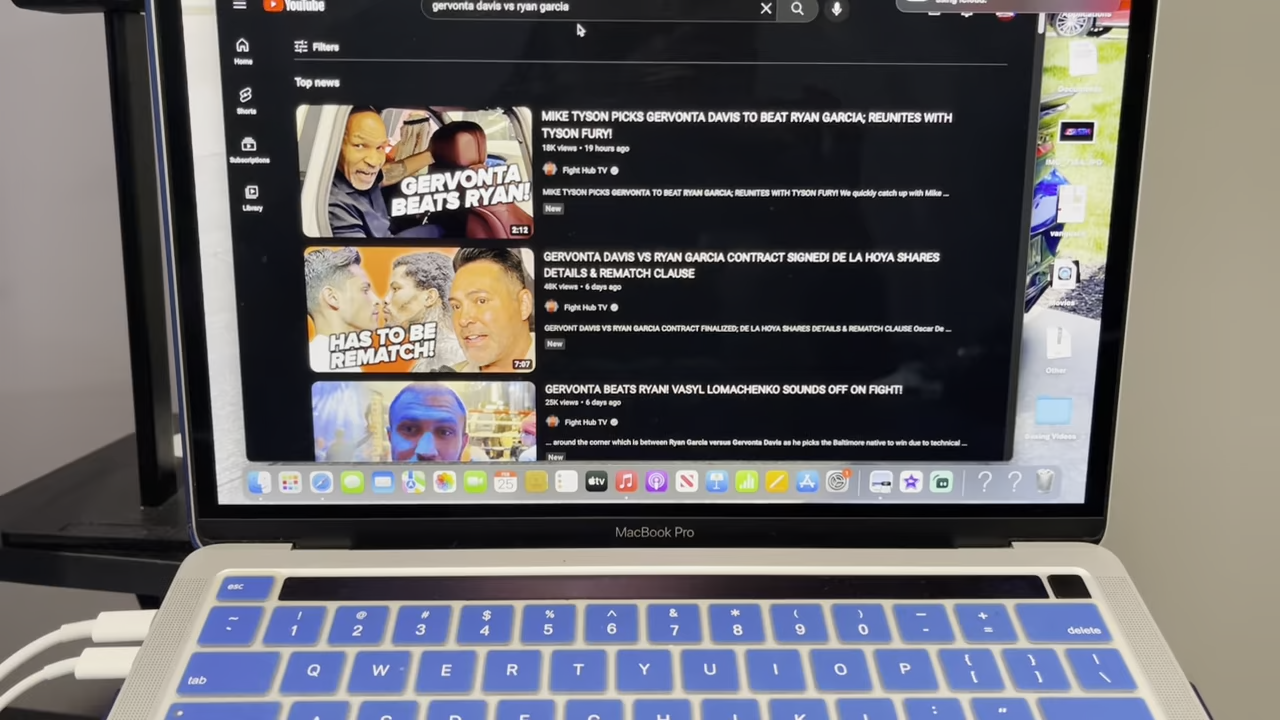 YouTube
gervonta davis vs ryan garcia
using iCloud.
Home
Shorts
Subscriptions
Library
Filters
Top news
GERVONTA
BEATS RYAN!
2:12
MIKE TYSON PICKS GERVONTA DAVIS TO BEAT RYAN GARCIA; REUNITES WITH
TYSON FURY!
18K views • 19 hours ago
Fight Hub TV
MIKE TYSON PICKS GERVONTA TO BEAT RYAN GARCIA; REUNITES WITH TYSON FURY! We quickly catch up with Mike ...
New
HAS TO BE
REMATCH!
7:07
GERVONTA DAVIS VS RYAN GARCIA CONTRACT SIGNED! DE LA HOYA SHARES
DETAILS & REMATCH CLAUSE
48K views • 6 days ago
Fight Hub TV
GERVONT DAVIS VS RYAN GARCIA CONTRACT FINALIZED; DE LA HOYA SHARES DETAILS & REMATCH CLAUSE Oscar De ...
New
GERVONTA BEATS RYAN! VASYL LOMACHENKO SOUNDS OFF ON FIGHT!
25K views • 6 days ago
Fight Hub TV
... around the corner which is between Ryan Garcia versus Gervonta Davis as he picks the Baltimore native to win due to technical ...
New
Movies
Other
Boxing Videos
25
tv
MacBook Pro
esc
~ ! @ # $ % ^ & * ( ) — +
` 1 2 3 4 5 6 7 8 9 0 - = delete
tab Q W E R T Y U I O P { [ } ] | \